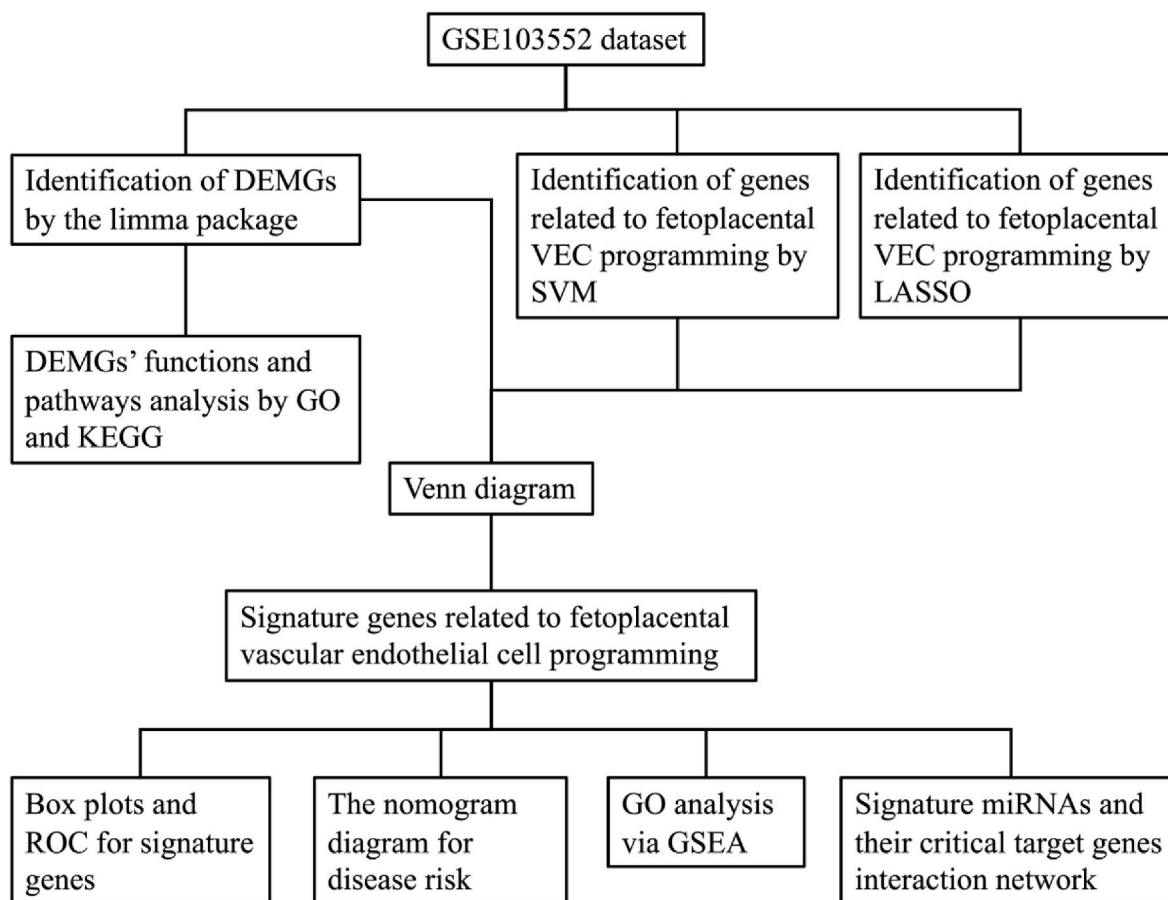 GSE103552 dataset
Identification of DEMGs
by the limma package
Identification of genes
related to fetoplacental
VEC programming by
SVM
Identification of genes
related to fetoplacental
VEC programming by
LASSO
DEMGs’ functions and
pathways analysis by GO
and KEGG
Venn diagram
Signature genes related to fetoplacental
vascular endothelial cell programming
Box plots and
ROC for signature
genes
The nomogram
diagram for
disease risk
GO analysis
via GSEA
Signature miRNAs and
their critical target genes
interaction network